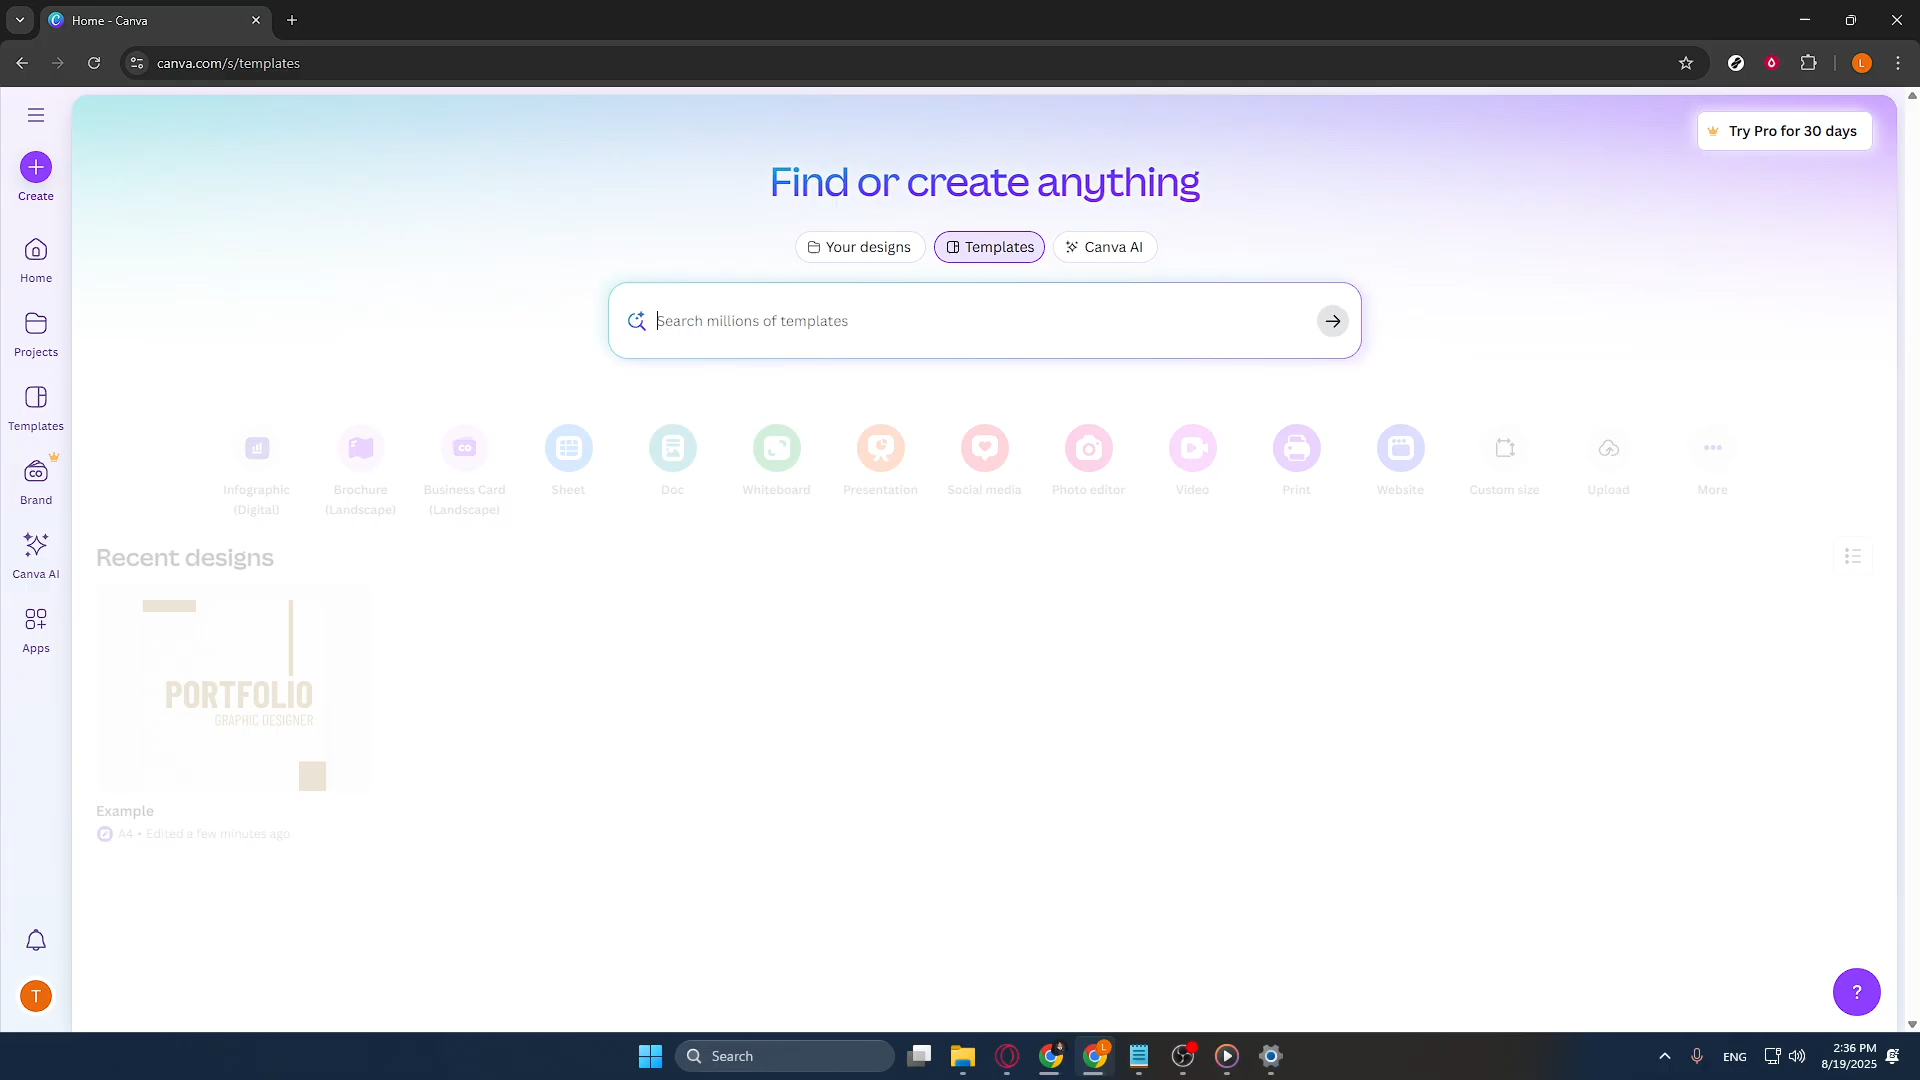 Home - Canva
canva.com/s/templates
L
Try Pro for 30 days
Create
Home
Projects
Templates
CO
Brand
Canva AI
Apps
T
Find or create anything
Your designs
Templates
Canva AI
Search millions of templates
Infographic
(Digital)
Brochure
(Landscape)
CO
Business Card
(Landscape)
Sheet
Doc
Whiteboard
Presentation
Social media
Photo editor
Video
Print
Website
Custom size
Upload
More
Recent designs
PORTFOLIO
GRAPHIC DESIGNER
Example
A4 • Edited a few minutes ago
?
Search
L
ENG
2:36 PM
8/19/2025